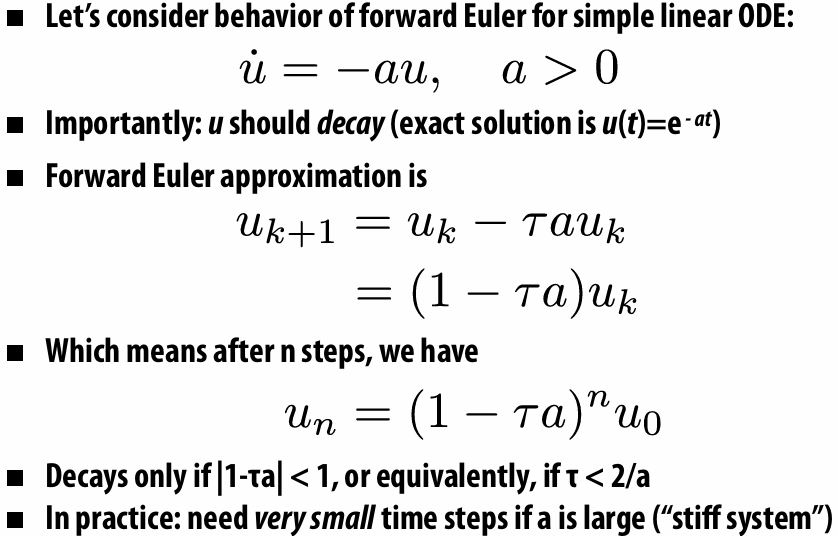 ■ Let's consider behavior of forward Euler for simple linear ODE:
u̇ = −au, a > 0
■ Importantly: u should decay (exact solution is u(t)=e^{-at})
■ Forward Euler approximation is
u_{k+1} = u_k − τau_k
= (1 − τa)u_k
■ Which means after n steps, we have
u_n = (1 − τa)^n u_0
■ Decays only if |1-τa| < 1, or equivalently, if τ < 2/a
■ In practice: need very small time steps if a is large (“stiff system”)